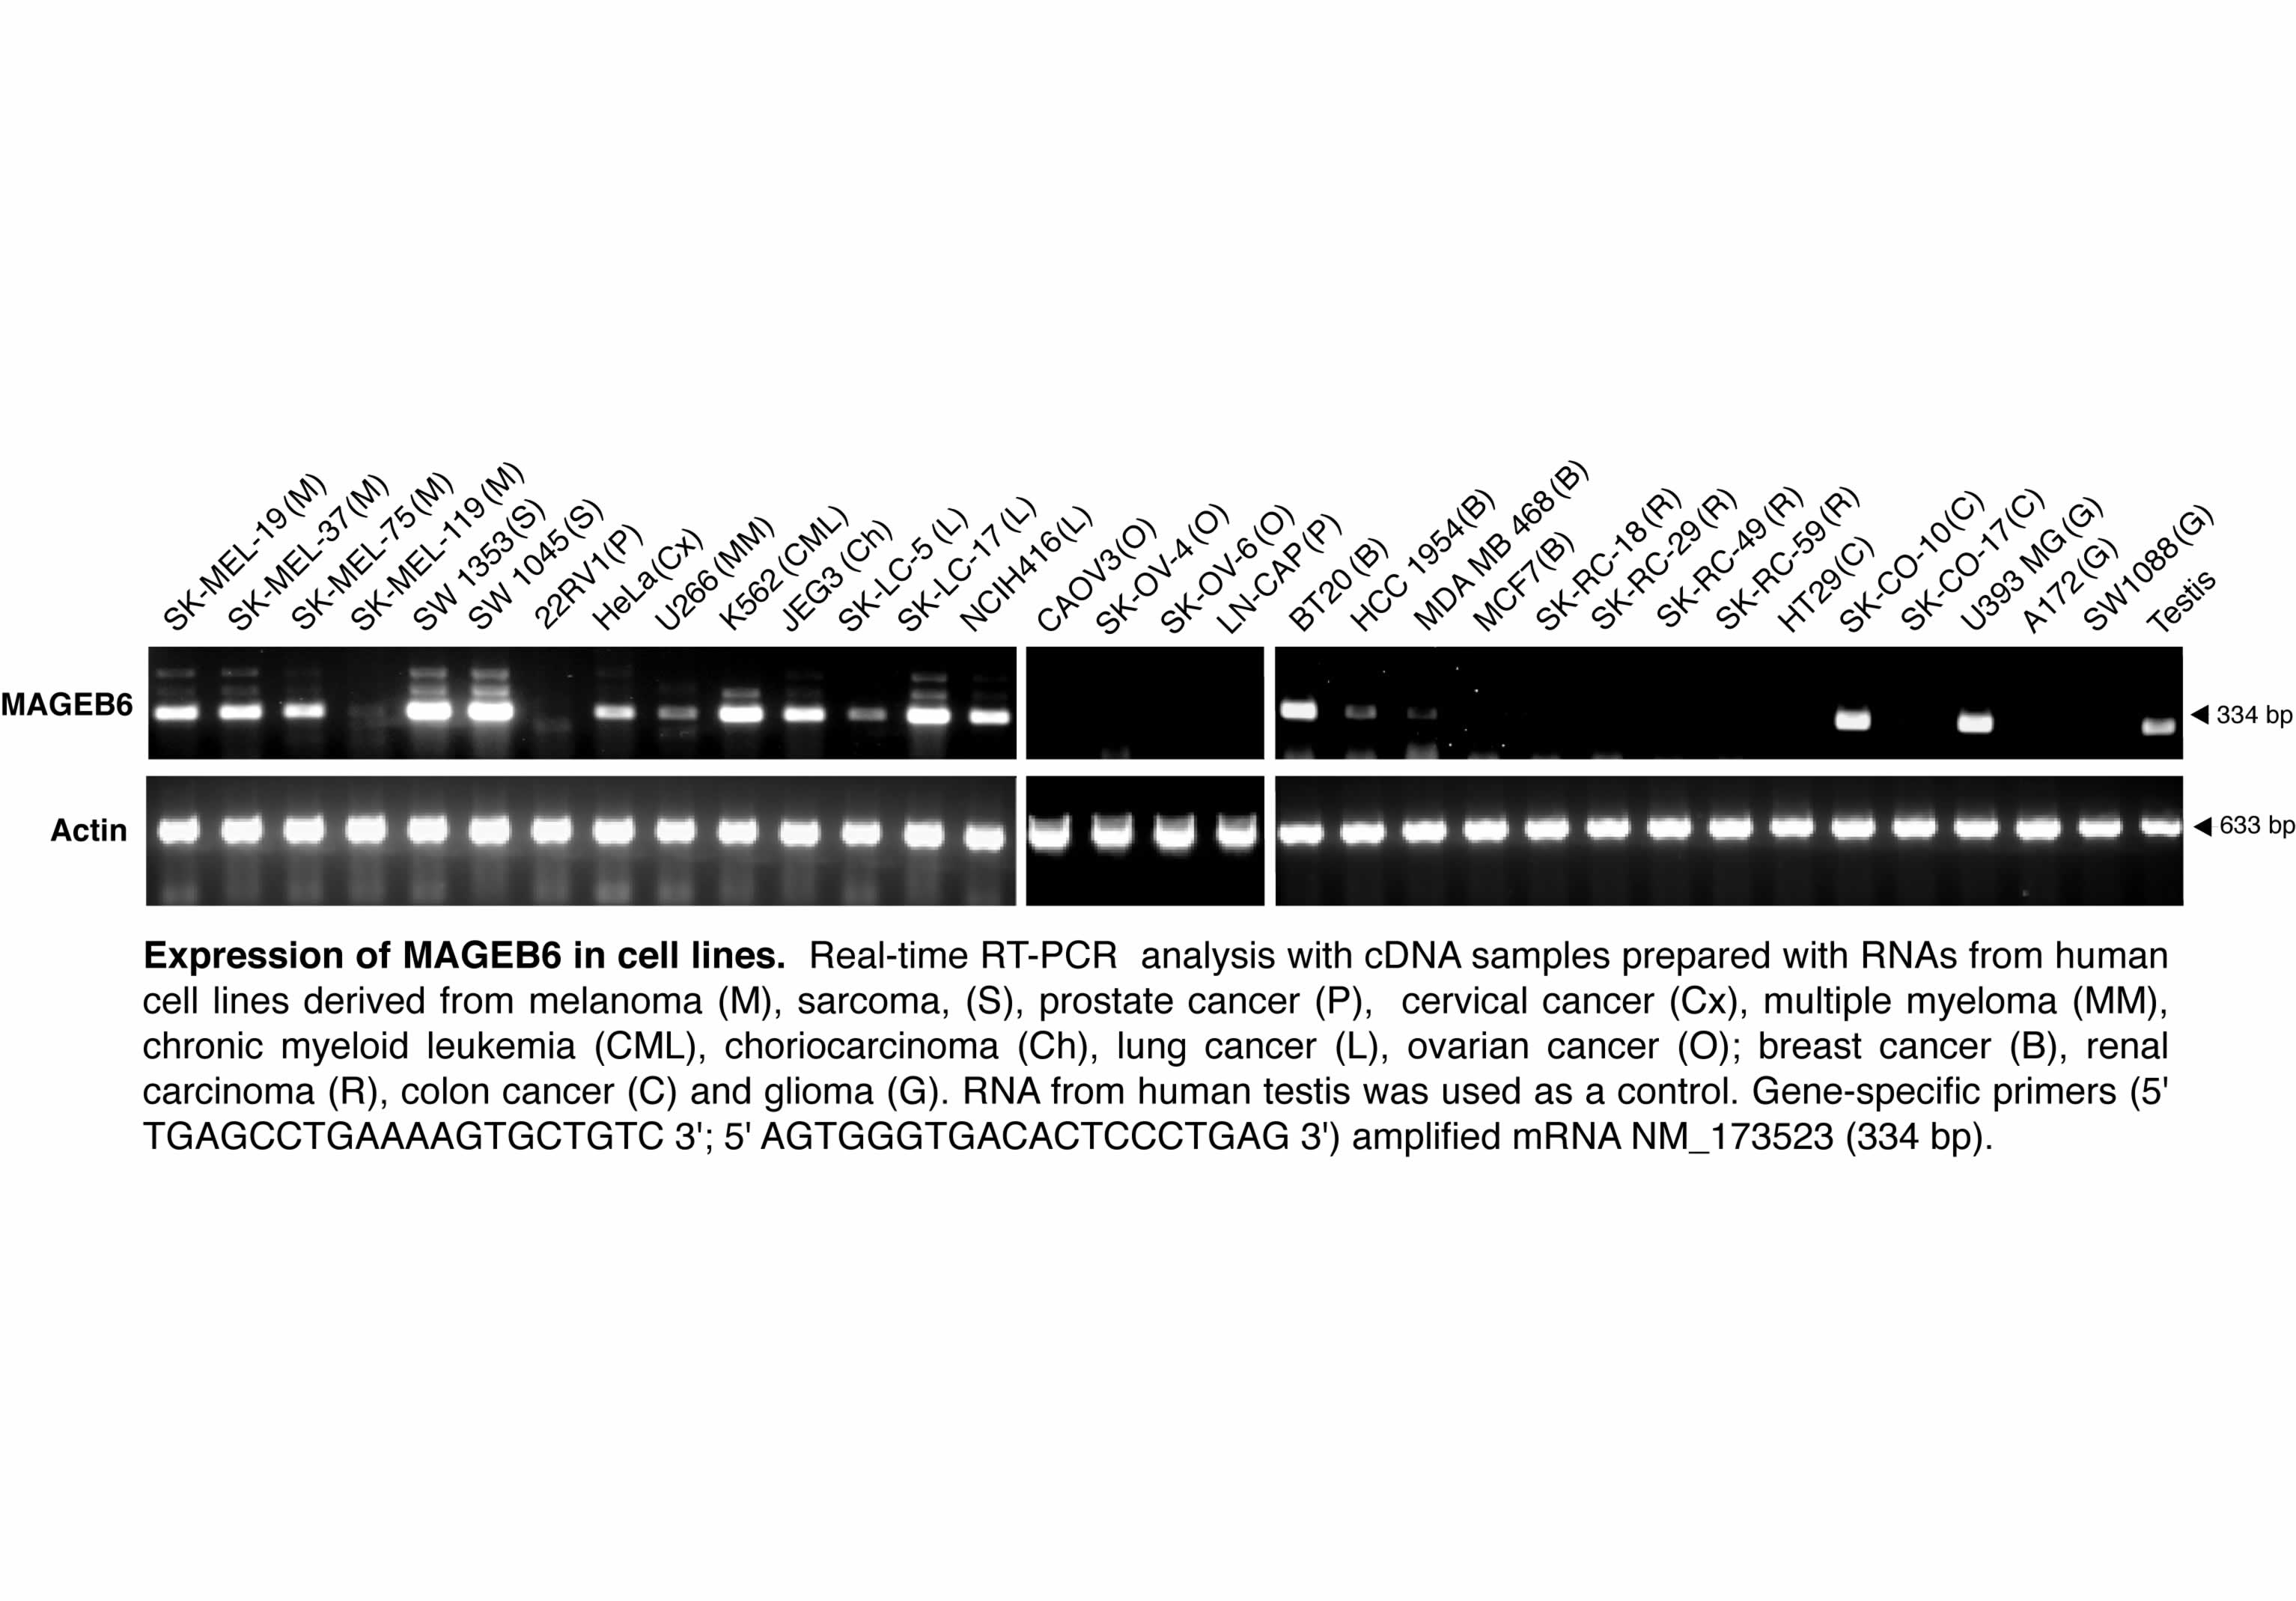 SK-MEL-19 (M)
SK-MEL-37(M)
SK-MEL-75(M)
SK-MEL-119 (M)
SW 1353(S)
SW 1045(S)
22RV1(P)
HeLa(Cx)
U266 (MM)
K562 (CML)
JEG3 (Ch)
SK-LC-5 (L)
SK-LC-17 (L)
NCIH416(L)
CAOV3(O)
SK-OV-4 (O)
SK-OV-6 (O)
LN-CAP(P)
BT20 (B)
HCC 1954(B)
MDA MB 468 (B)
MCF7(B)
SK-RC-18 (R)
SK-RC-29 (R)
SK-RC-49 (R)
SK-RC-59 (R)
HT29 (C)
SK-CO-10(C)
SK-CO-17(C)
U393 MG(G)
A172 (G)
SW1088 (G)
Testis
MAGEB6
334 bp
Actin
633 bp
Expression of MAGEB6 in cell lines. Real-time RT-PCR analysis with cDNA samples prepared with RNAs from human
cell lines derived from melanoma (M), sarcoma, (S), prostate cancer (P), cervical cancer (Cx), multiple myeloma (MM),
chronic myeloid leukemia (CML), choriocarcinoma (Ch), lung cancer (L), ovarian cancer (O); breast cancer (B), renal
carcinoma (R), colon cancer (C) and glioma (G). RNA from human testis was used as a control. Gene-specific primers (5'
TGAGCCTGAAAAGTGCTGTC 3'; 5' AGTGGGTGACACTCCCTGAG 3') amplified mRNA NM_173523 (334 bp).